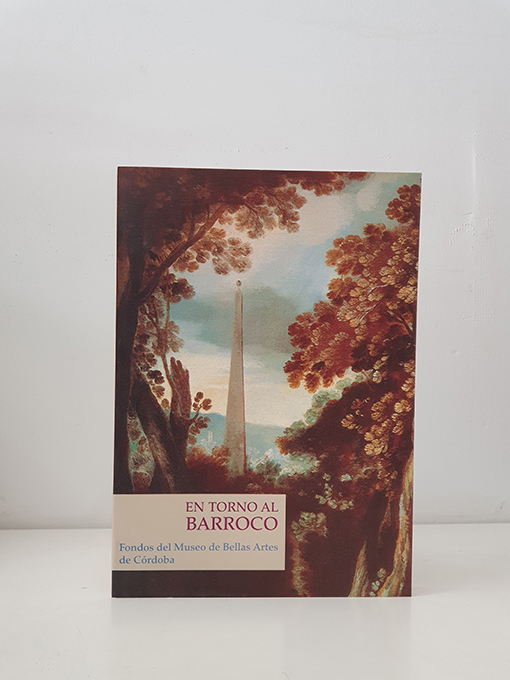 EN TORNO AL
BARROCO
Fondos del Museo de Bellas Artes
de Córdoba